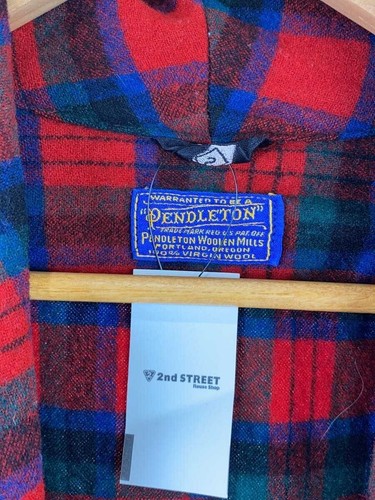 WARRANTED TO BE A
"PENDLETON"
TRADE MARK REG U.S. PAT. OFF.
PENDLETON WOOLEN MILLS
PORTLAND, OREGON
100% VIRGIN WOOL
2nd STREET